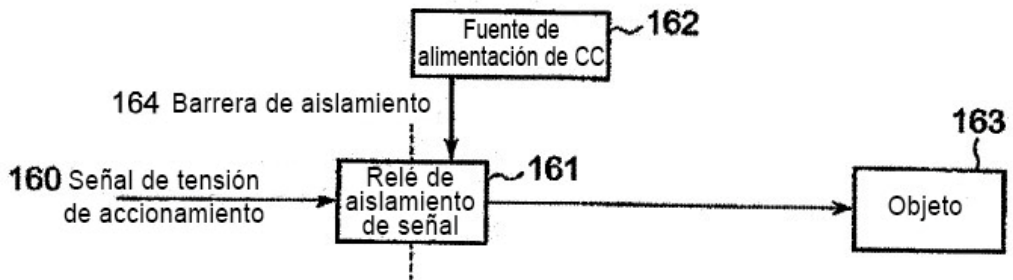 Fuente de
alimentación de CC
162
164 Barrera de aislamiento
163
160 Señal de tensión
de accionamiento
Relé de
aislamiento
de señal
161
Objeto